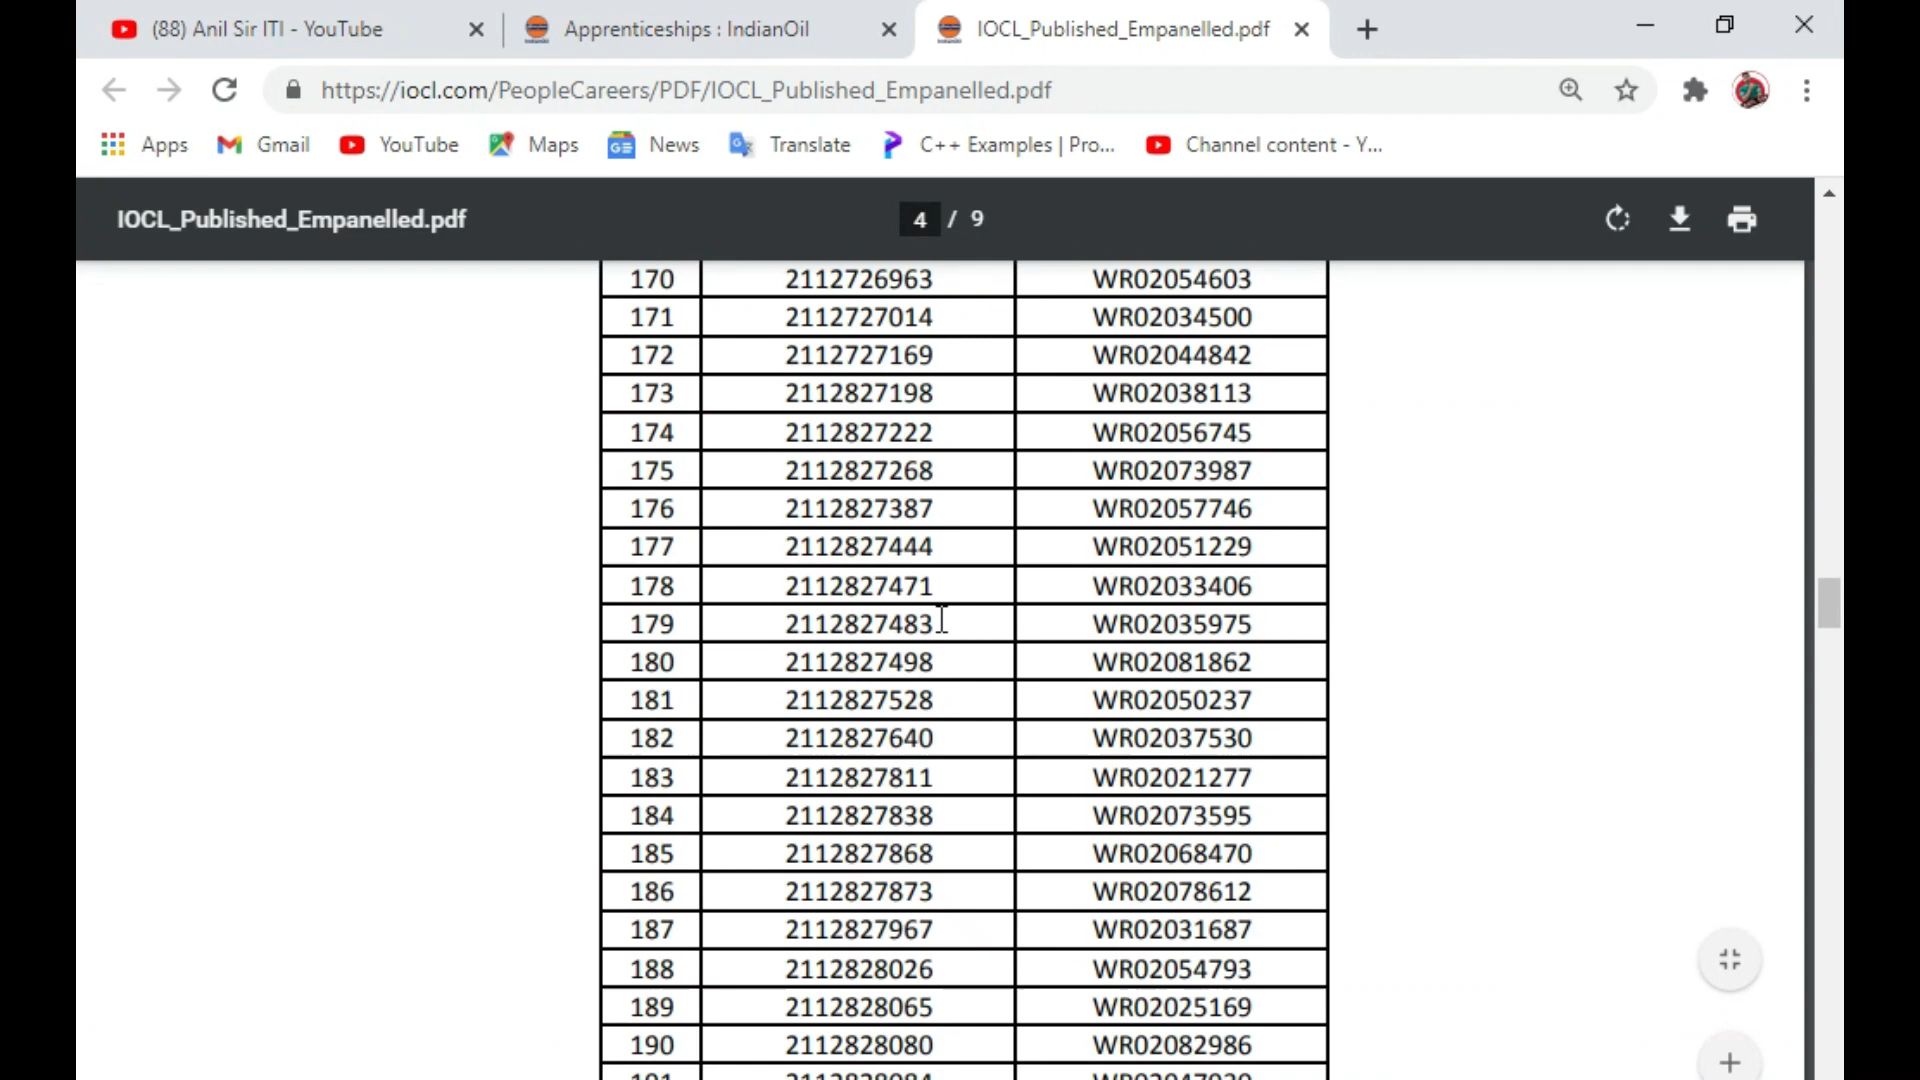 (88) Anil Sir ITI - YouTube
Apprenticeships : IndianOil
IOCL_Published_Empanelled.pdf
https://iocl.com/PeopleCareers/PDF/IOCL_Published_Empanelled.pdf
Apps
Gmail
YouTube
Maps
News
Translate
C++ Examples | Pro...
Channel content - Y...
IOCL_Published_Empanelled.pdf
4 / 9
170 2112726963 WR02054603
171 2112727014 WR02034500
172 2112727169 WR02044842
173 2112827198 WR02038113
174 2112827222 WR02056745
175 2112827268 WR02073987
176 2112827387 WR02057746
177 2112827444 WR02051229
178 2112827471 WR02033406
179 2112827483 WR02035975
180 2112827498 WR02081862
181 2112827528 WR02050237
182 2112827640 WR02037530
183 2112827811 WR02021277
184 2112827838 WR02073595
185 2112827868 WR02068470
186 2112827873 WR02078612
187 2112827967 WR02031687
188 2112828026 WR02054793
189 2112828065 WR02025169
190 2112828080 WR02082986